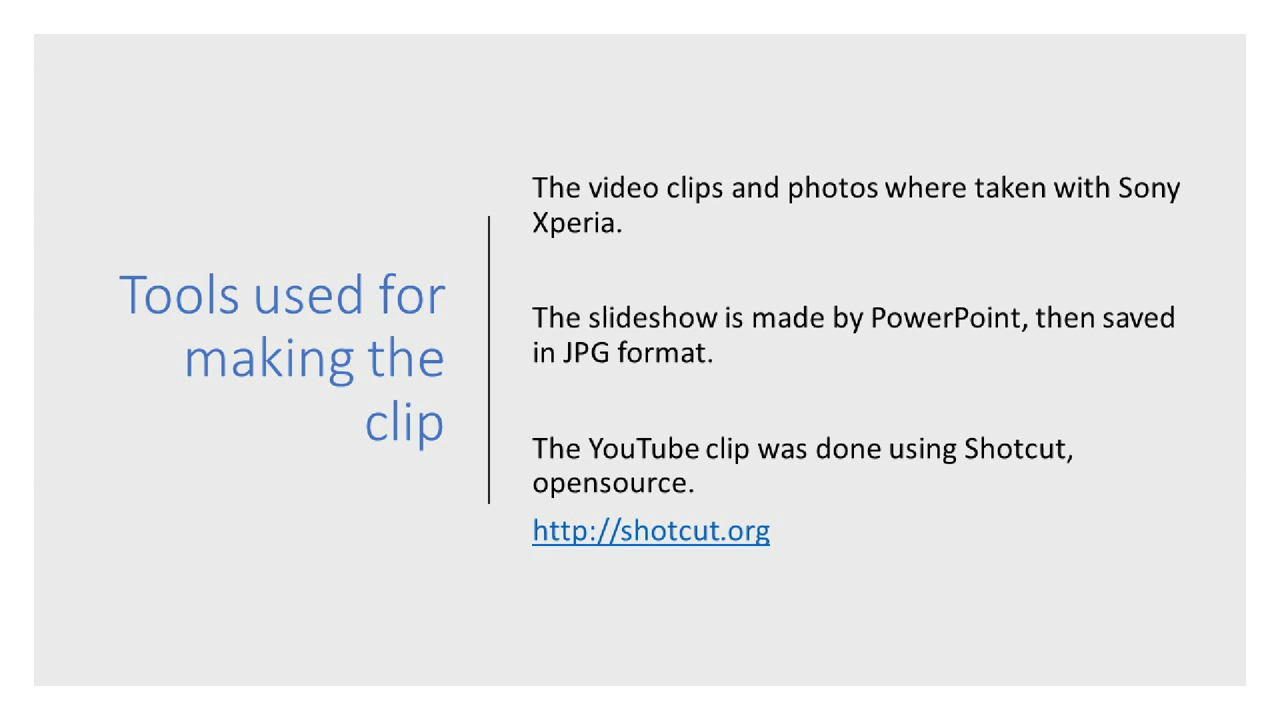 Tools used for
making the
clip
The video clips and photos where taken with Sony
Xperia.
The slideshow is made by PowerPoint, then saved
in JPG format.
The YouTube clip was done using Shotcut,
opensource.
http://shotcut.org